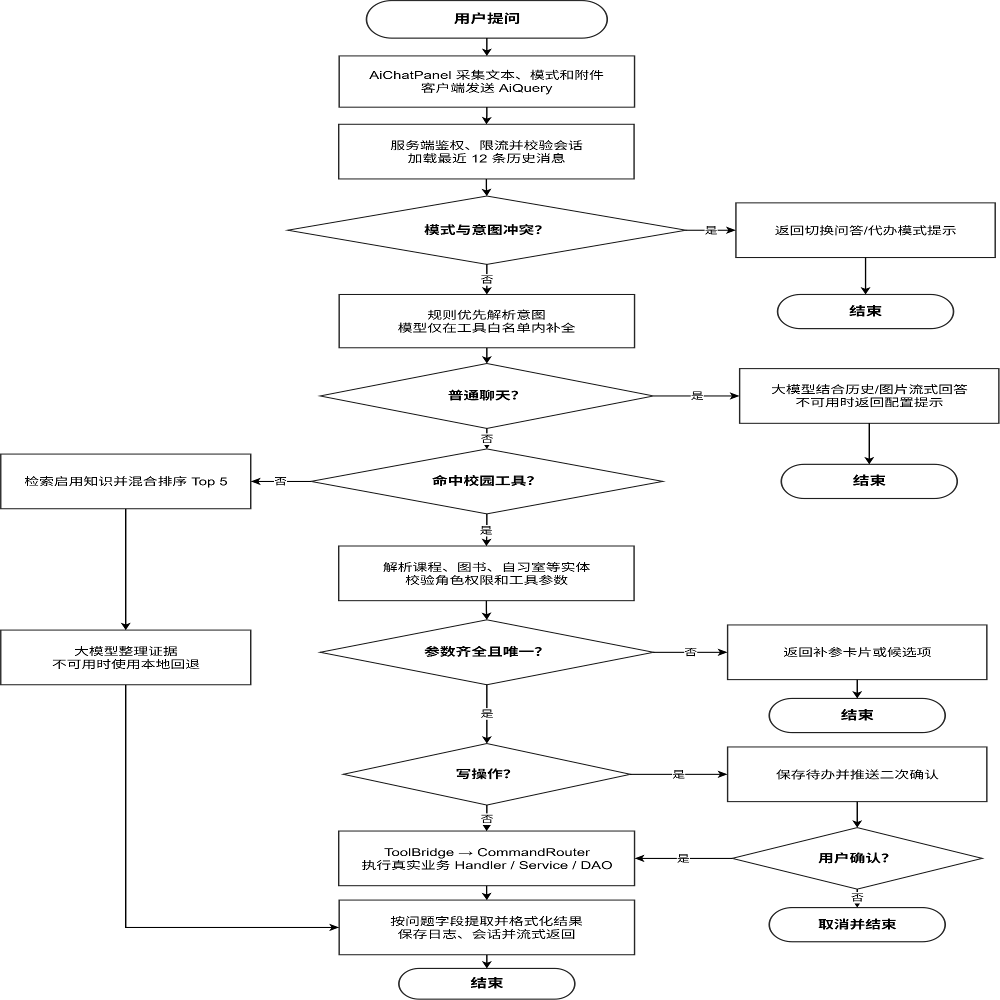 用户提问
AiChatPanel 采集文本、模式和附件
客户端发送 AiQuery
服务端鉴权、限流并校验会话
加载最近 12 条历史消息
模式与意图冲突?
是
返回切换问答/代办模式提示
否
结束
规则优先解析意图
模型仅在工具白名单内补全
普通聊天?
是
大模型结合历史/图片流式回答
不可用时返回配置提示
否
结束
命中校园工具?
否
检索启用知识并混合排序 Top 5
是
解析课程、图书、自习室等实体
校验角色权限和工具参数
大模型整理证据
不可用时使用本地回退
参数齐全且唯一?
否
返回补参卡片或候选项
结束
是
写操作?
是
保存待办并推送二次确认
否
ToolBridge → CommandRouter
执行真实业务 Handler / Service / DAO
是
用户确认?
否
取消并结束
按问题字段提取并格式化结果
保存日志、会话并流式返回
结束